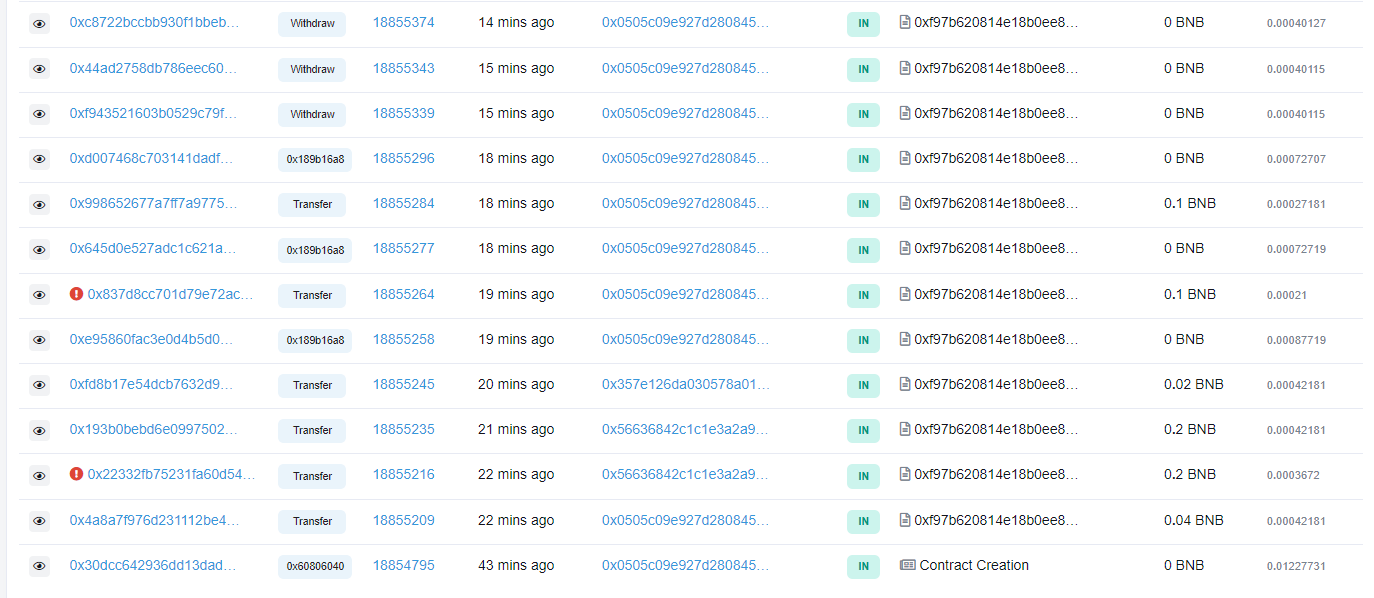 0xc8722bccbb930f1bbeb... Withdraw 18855374 14 mins ago 0x0505c09e927d280845... IN 0xf97b620814e18b0ee8... 0 BNB 0.00040127
0x44ad2758db786eec60... Withdraw 18855343 15 mins ago 0x0505c09e927d280845... IN 0xf97b620814e18b0ee8... 0 BNB 0.00040115
0xf943521603b0529c79f... Withdraw 18855339 15 mins ago 0x0505c09e927d280845... IN 0xf97b620814e18b0ee8... 0 BNB 0.00040115
0xd007468c703141dadf... 0x189b16a8 18855296 18 mins ago 0x0505c09e927d280845... IN 0xf97b620814e18b0ee8... 0 BNB 0.00072707
0x998652677a7ff7a9775... Transfer 18855284 18 mins ago 0x0505c09e927d280845... IN 0xf97b620814e18b0ee8... 0.1 BNB 0.00027181
0x645d0e527adc1c621a... 0x189b16a8 18855277 18 mins ago 0x0505c09e927d280845... IN 0xf97b620814e18b0ee8... 0 BNB 0.00072719
0x837d8cc701d79e72ac... Transfer 18855264 19 mins ago 0x0505c09e927d280845... IN 0xf97b620814e18b0ee8... 0.1 BNB 0.00021
0xe95860fac3e0d4b5d0... 0x189b16a8 18855258 19 mins ago 0x0505c09e927d280845... IN 0xf97b620814e18b0ee8... 0 BNB 0.00087719
0xfd8b17e54dcb7632d9... Transfer 18855245 20 mins ago 0x357e126da030578a01... IN 0xf97b620814e18b0ee8... 0.02 BNB 0.00042181
0x193b0bebd6e0997502... Transfer 18855235 21 mins ago 0x56636842c1c1e3a2a9... IN 0xf97b620814e18b0ee8... 0.2 BNB 0.00042181
0x22332fb75231fa60d54... Transfer 18855216 22 mins ago 0x56636842c1c1e3a2a9... IN 0xf97b620814e18b0ee8... 0.2 BNB 0.0003672
0x4a8a7f976d231112be4... Transfer 18855209 22 mins ago 0x0505c09e927d280845... IN 0xf97b620814e18b0ee8... 0.04 BNB 0.00042181
0x30dcc642936dd13dad... 0x60806040 18854795 43 mins ago 0x0505c09e927d280845... IN Contract Creation 0 BNB 0.01227731